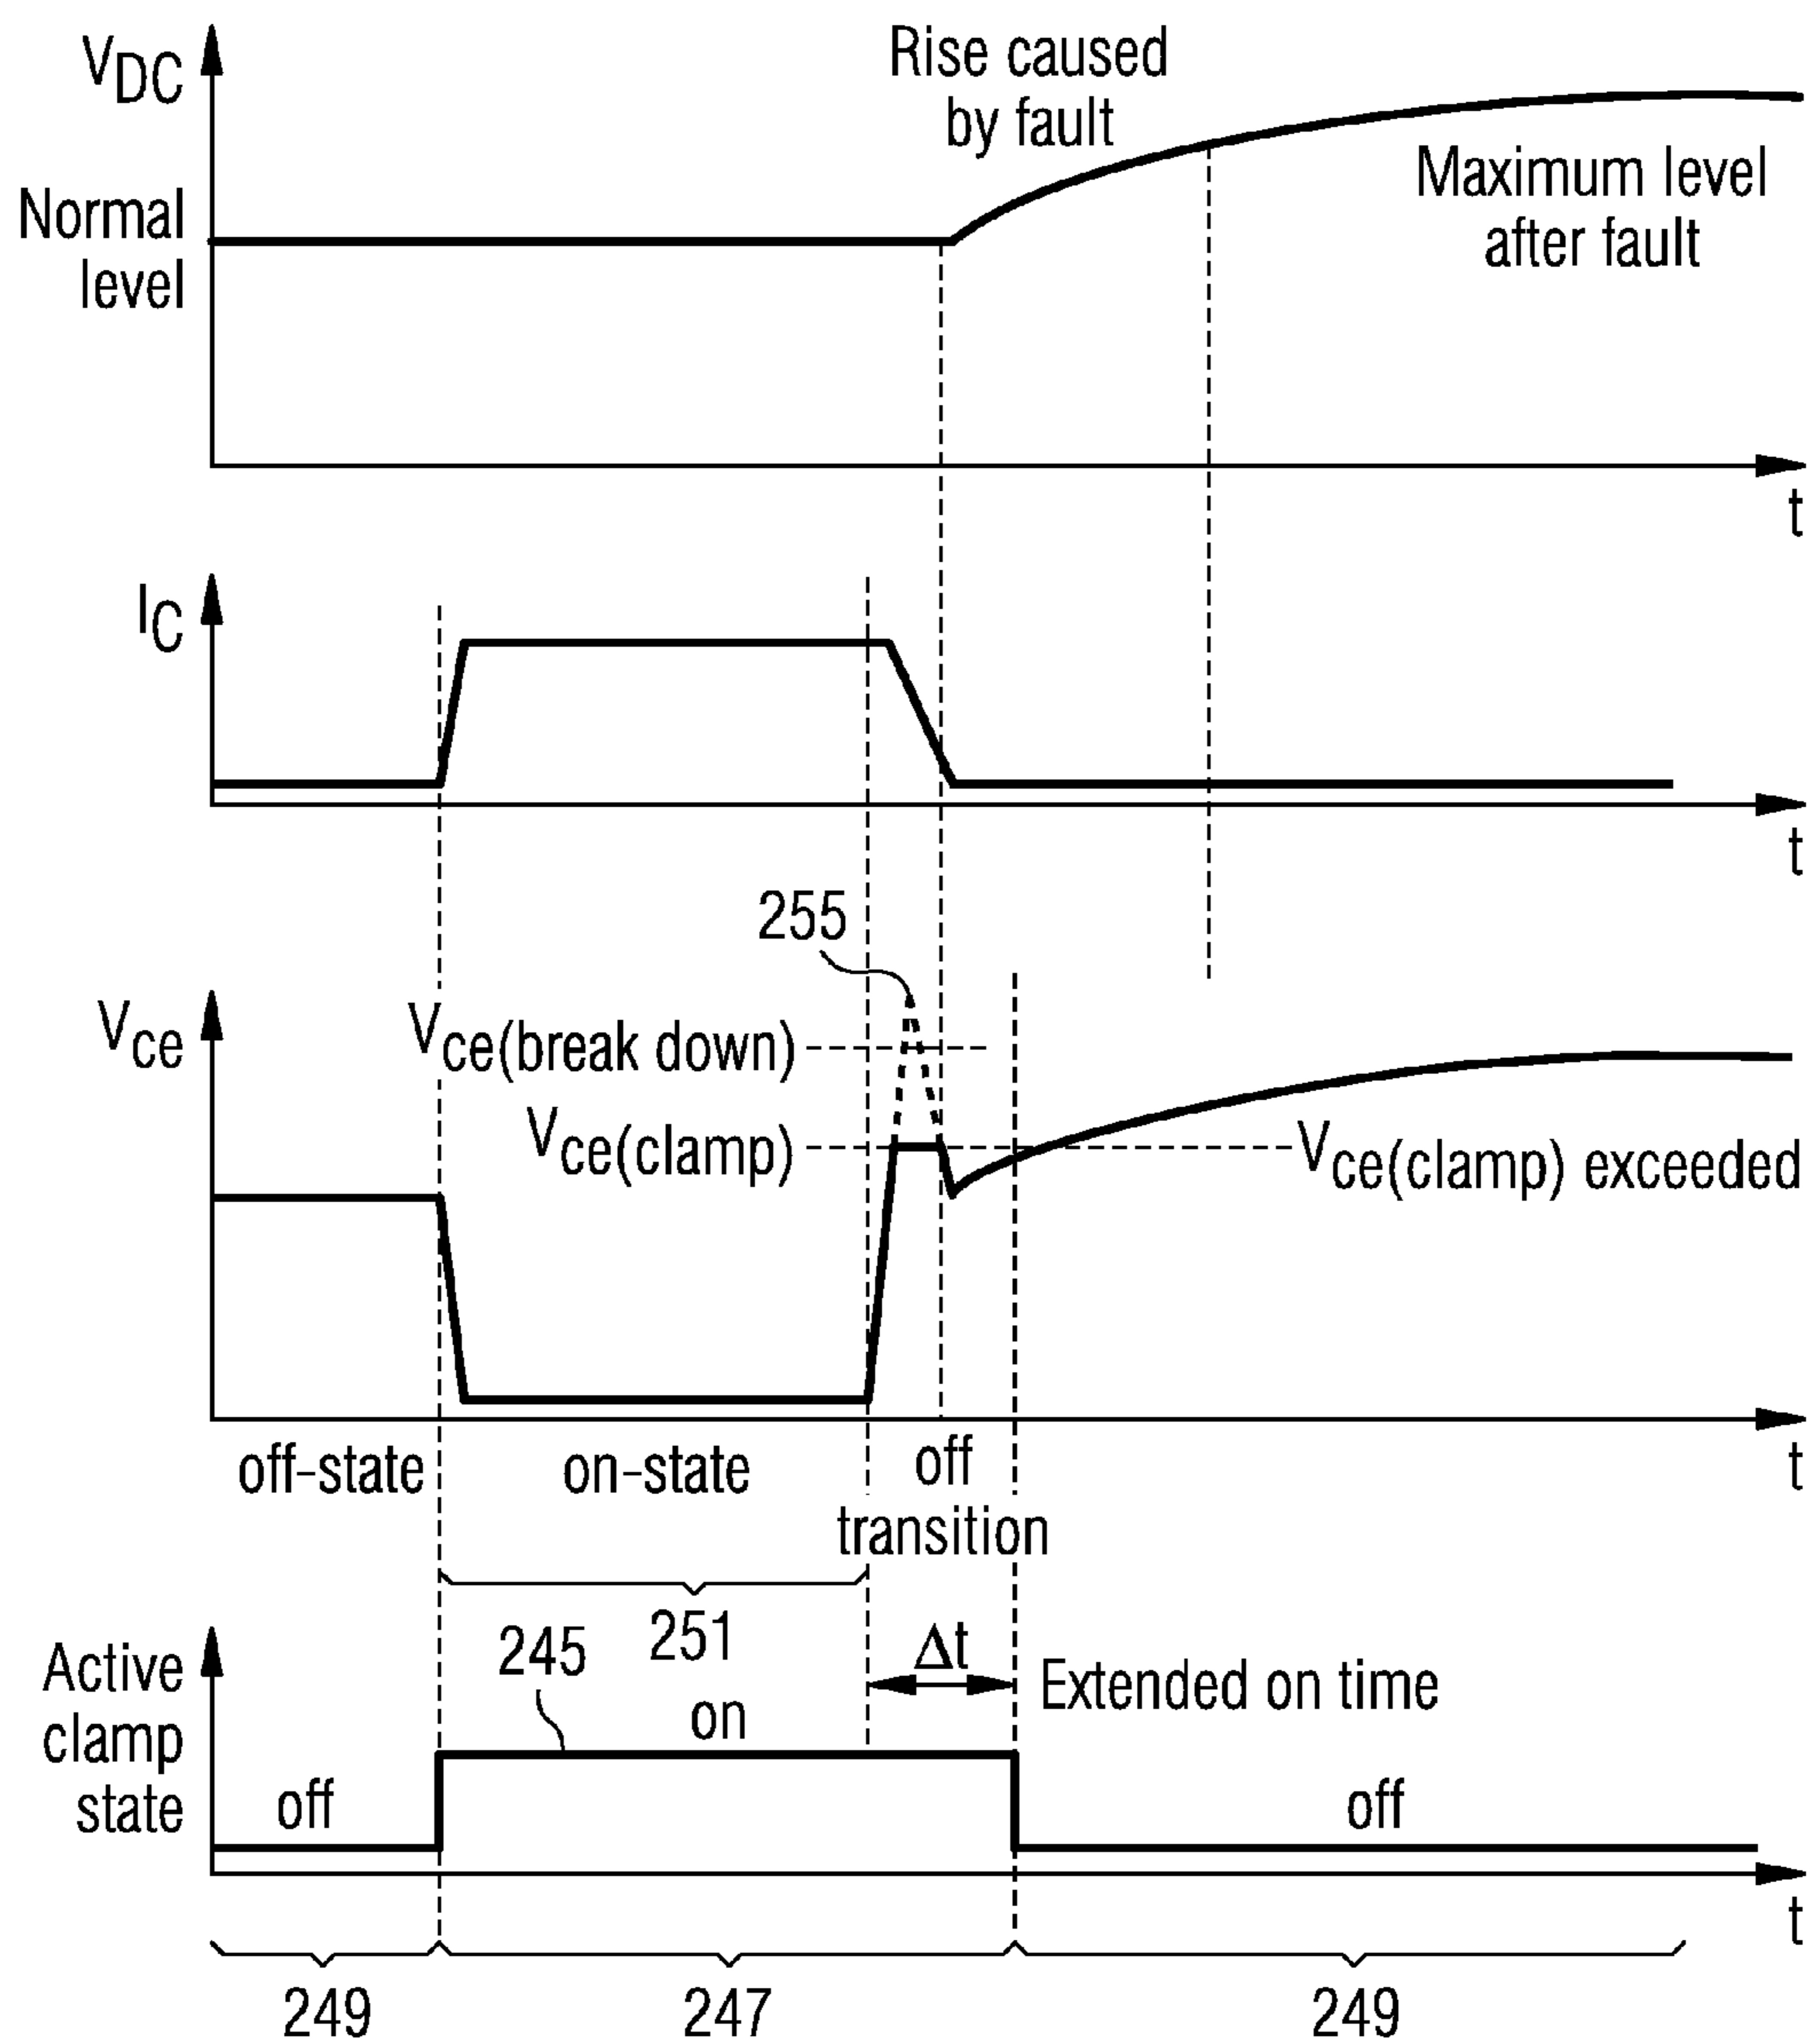 VDC
Rise caused
by fault
Normal
level
Maximum level
after fault
t
IC
t
255
Vce
Vce(break down)
Vce(clamp)
Vce(clamp) exceeded
off-state
on-state
off
transition
t
251
245
Δt
Active
clamp
state
on
Extended on time
off
off
t
249
247
249